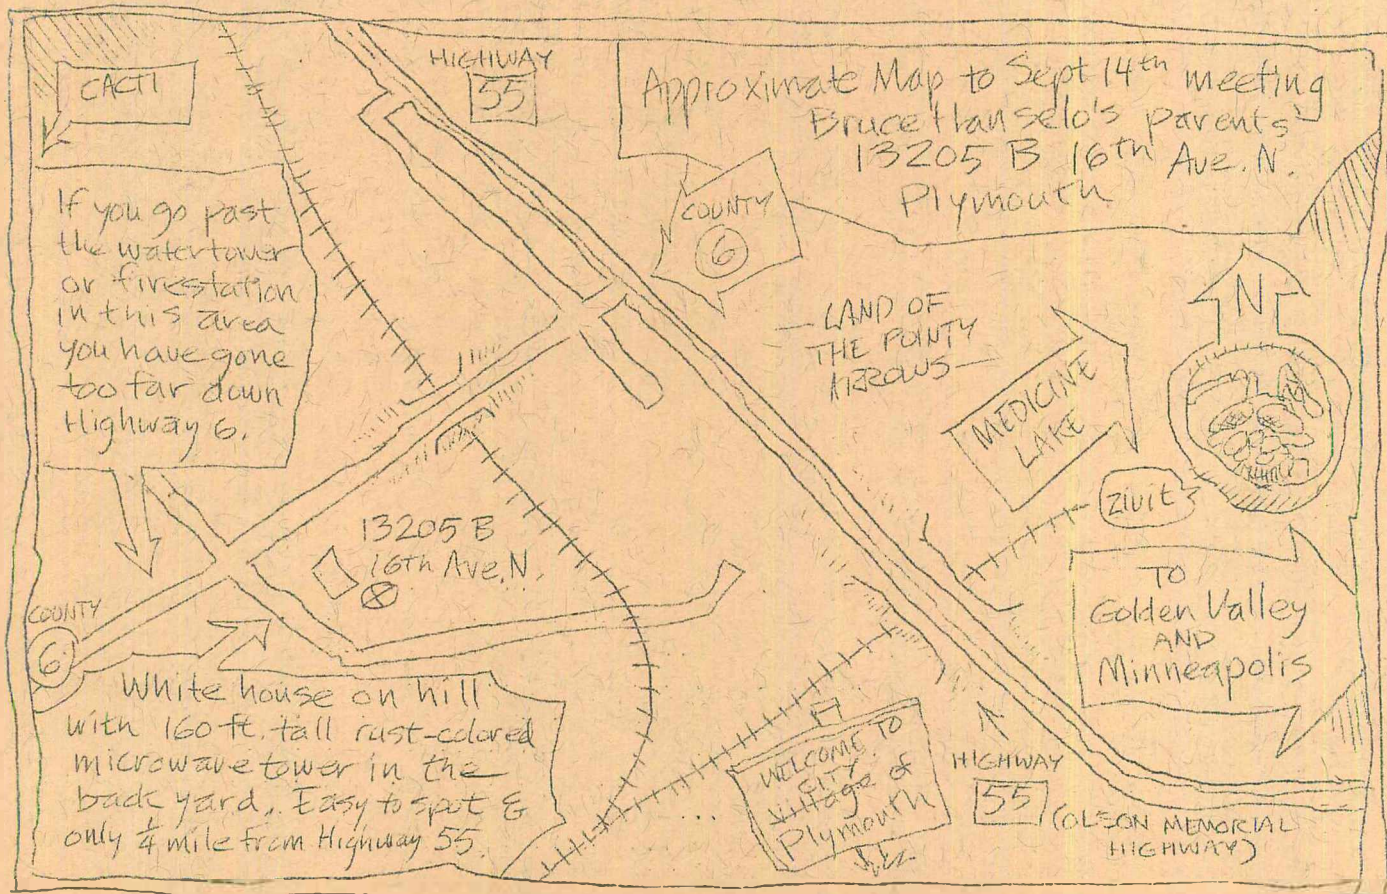 CACTI
HIGHWAY
55
Approximate Map to Sept 14th meeting
Bruce Hanselo's parents'
13205 B 16th Ave. N.
Plymouth
COUNTY
6
If you go past
the watertower
or firestation
in this area
you have gone
too far down
Highway 6.
— LAND OF
THE POINTY
ARROWS —
N
MEDICINE
LAKE
zivit
13205 B
16th Ave, N.
TO
Golden Valley
AND
Minneapolis
COUNTY
6
White house on hill
with 160 ft. tall rust-colored
microwave tower in the
back yard. Easy to spot &
only 1/4 mile from Highway 55.
...
WELCOME TO
CITY
Village of
Plymouth
HIGHWAY
55
(OLSON MEMORIAL
HIGHWAY)